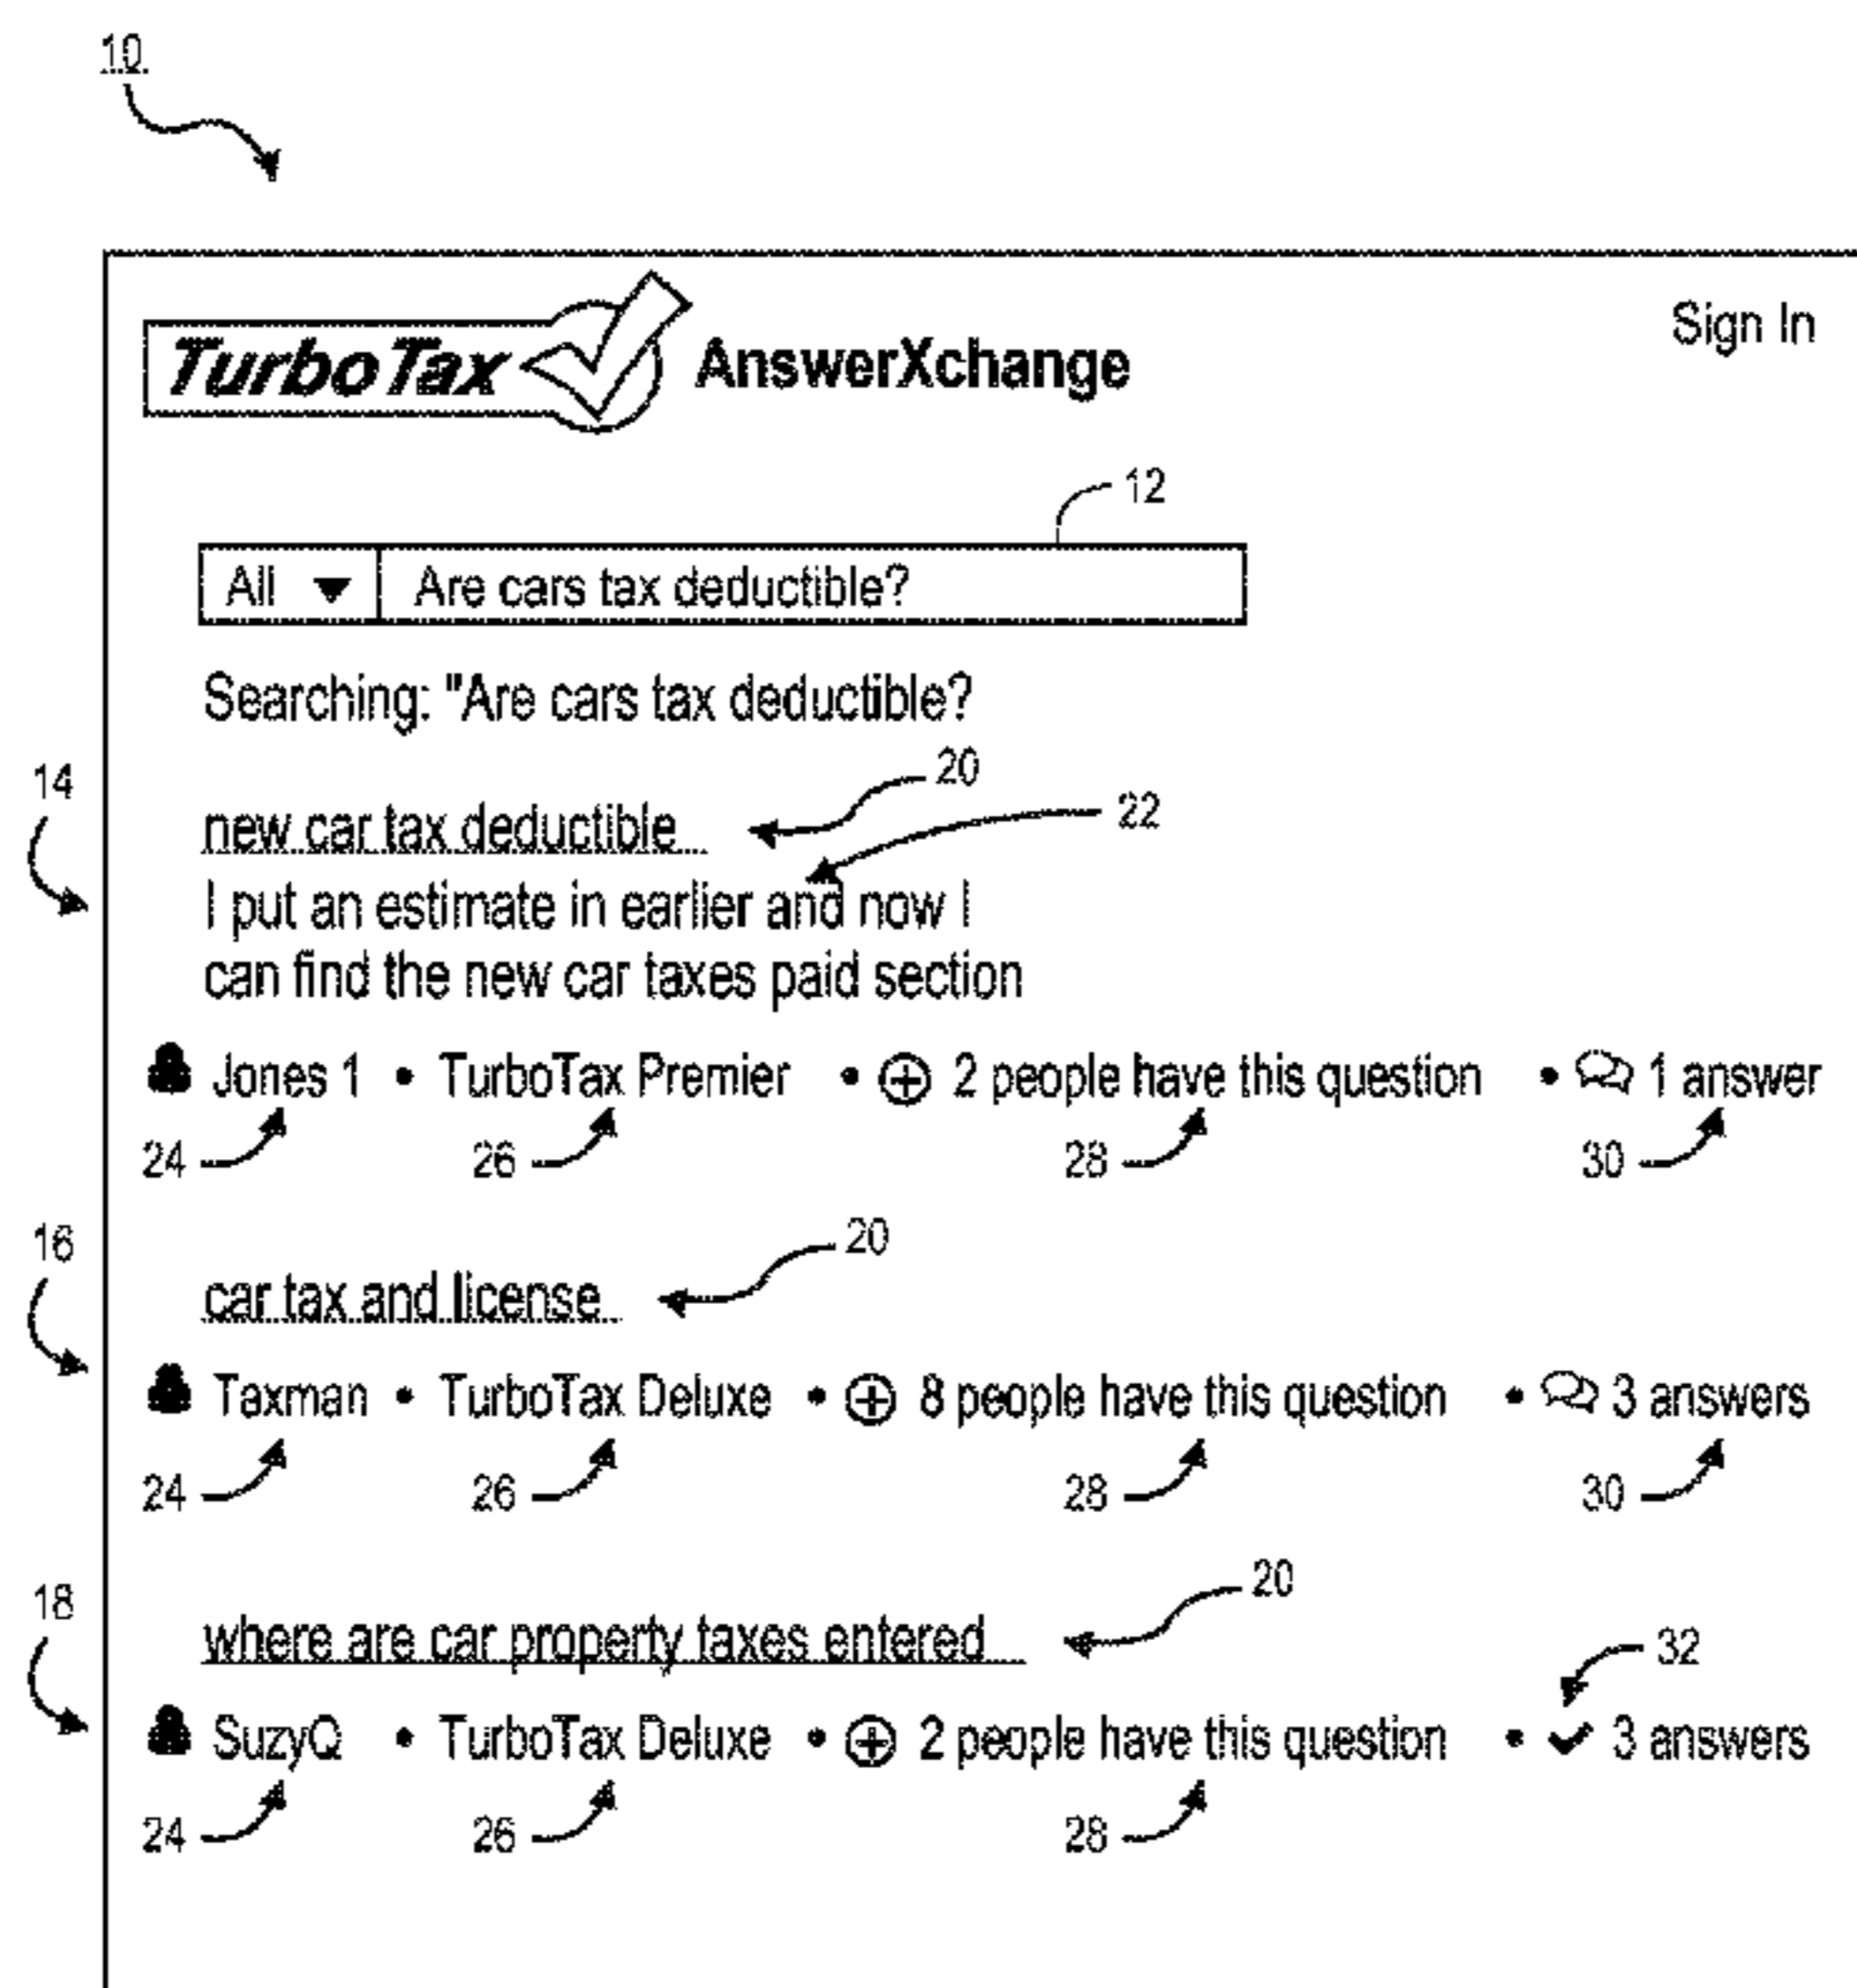 10
TurboTax AnswerXchange
Sign In
12
All Are cars tax deductible?
Searching: "Are cars tax deductible?
14
20
new car tax deductible
22
I put an estimate in earlier and now I
can find the new car taxes paid section
Jones 1 • TurboTax Premier • 2 people have this question • 1 answer
24 26 28 30
16
20
car tax and license
Taxman • TurboTax Deluxe • 8 people have this question • 3 answers
24 26 28 30
18
20
where are car property taxes entered
32
SuzyQ • TurboTax Deluxe • 2 people have this question • 3 answers
24 26 28